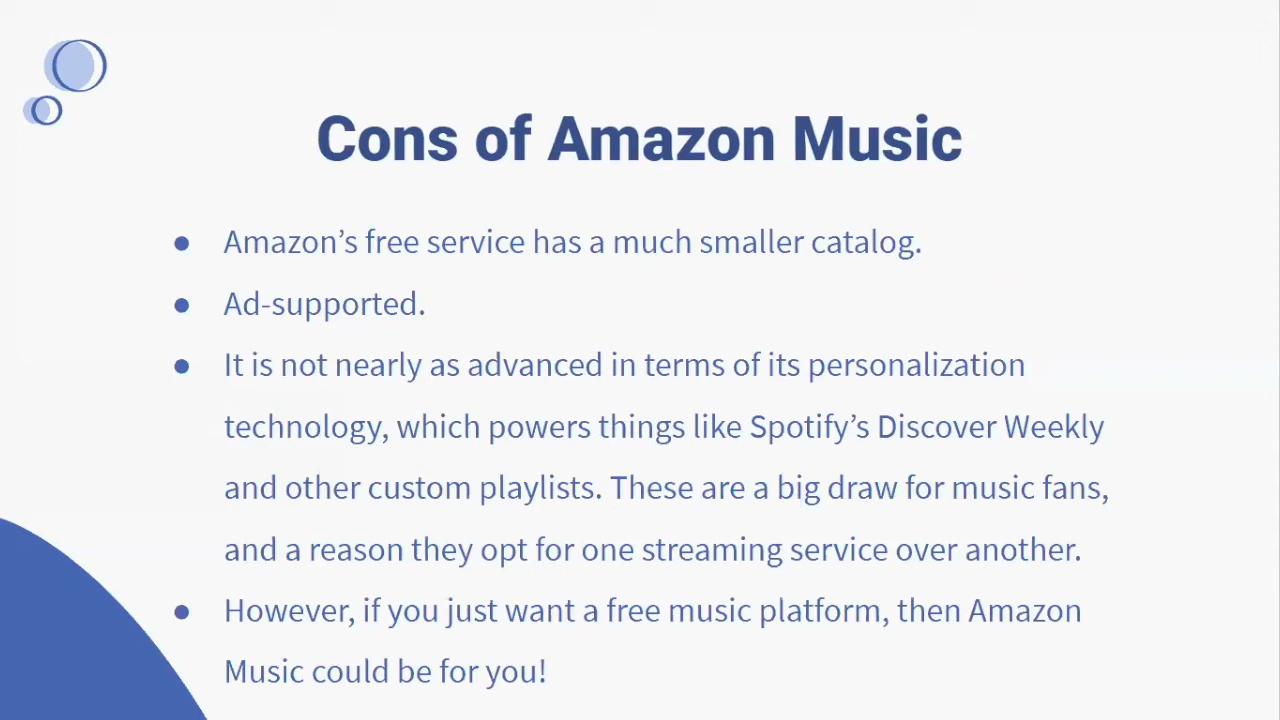 Cons of Amazon Music
● Amazon’s free service has a much smaller catalog.
● Ad-supported.
● It is not nearly as advanced in terms of its personalization
technology, which powers things like Spotify’s Discover Weekly
and other custom playlists. These are a big draw for music fans,
and a reason they opt for one streaming service over another.
● However, if you just want a free music platform, then Amazon
Music could be for you!